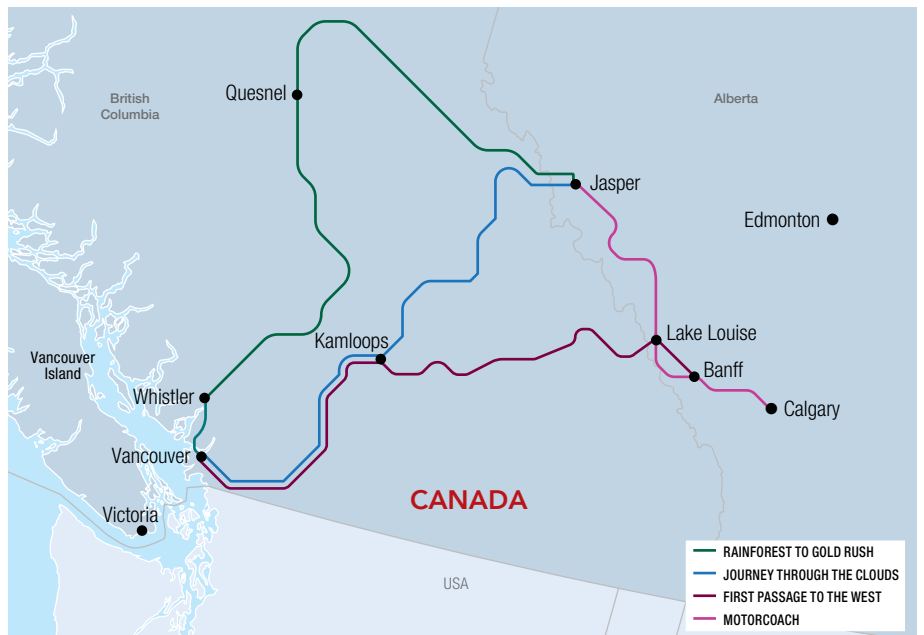 Quesnel
British
Columbia
Alberta
Jasper
Edmonton
Lake Louise
Kamloops
Vancouver
Island
Banff
Whistler
Calgary
Vancouver
CANADA
Victoria
USA
RAINFOREST TO GOLD RUSH
JOURNEY THROUGH THE CLOUDS
FIRST PASSAGE TO THE WEST
MOTORCOACH